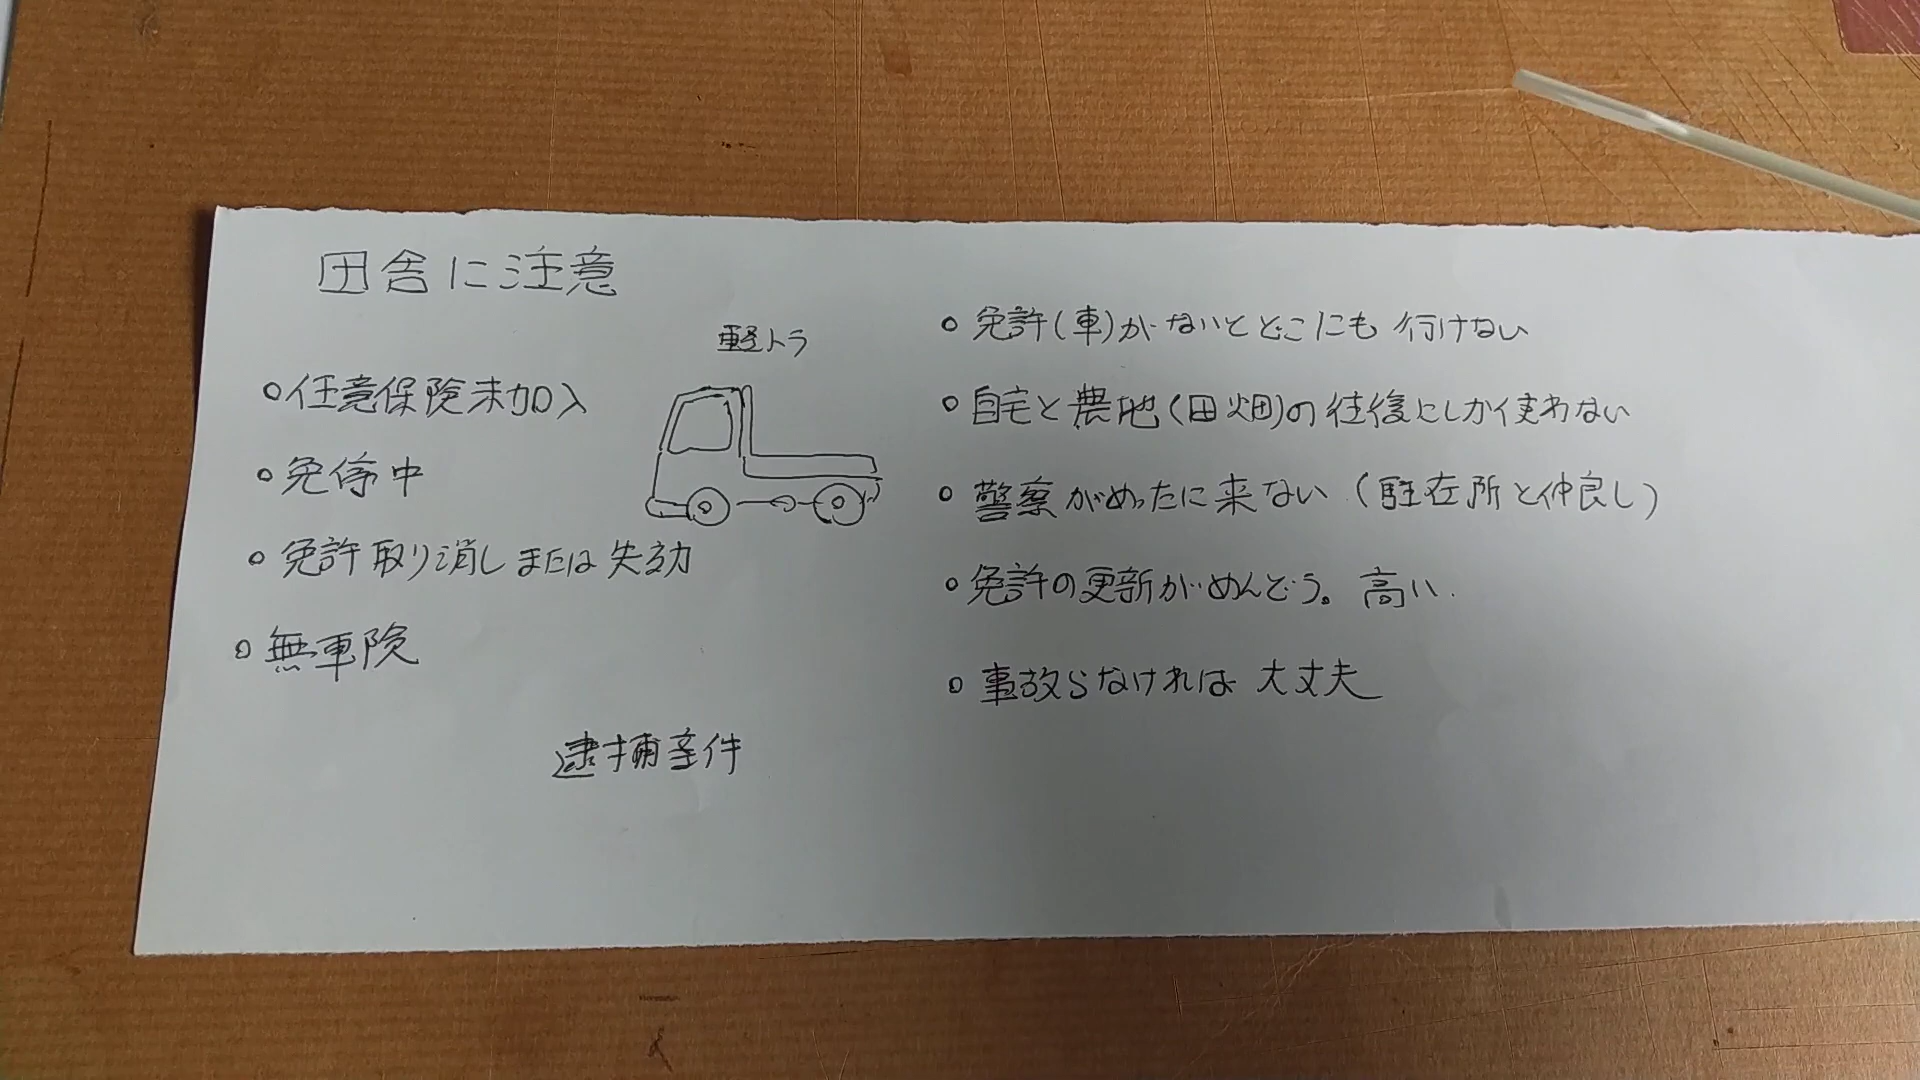 田舎に注意
軽トラ
○任意保険未加入
○免停中
○免許取り消しまたは失効
○無車険
逮捕案件
○免許(車)がないとどこにも行けない
○自宅と農地(田畑)の往復にしか使わない
○警察がめったに来ない(駐在所と仲良し)
○免許の更新がめんどう。高い.
○事故らなければ大丈夫